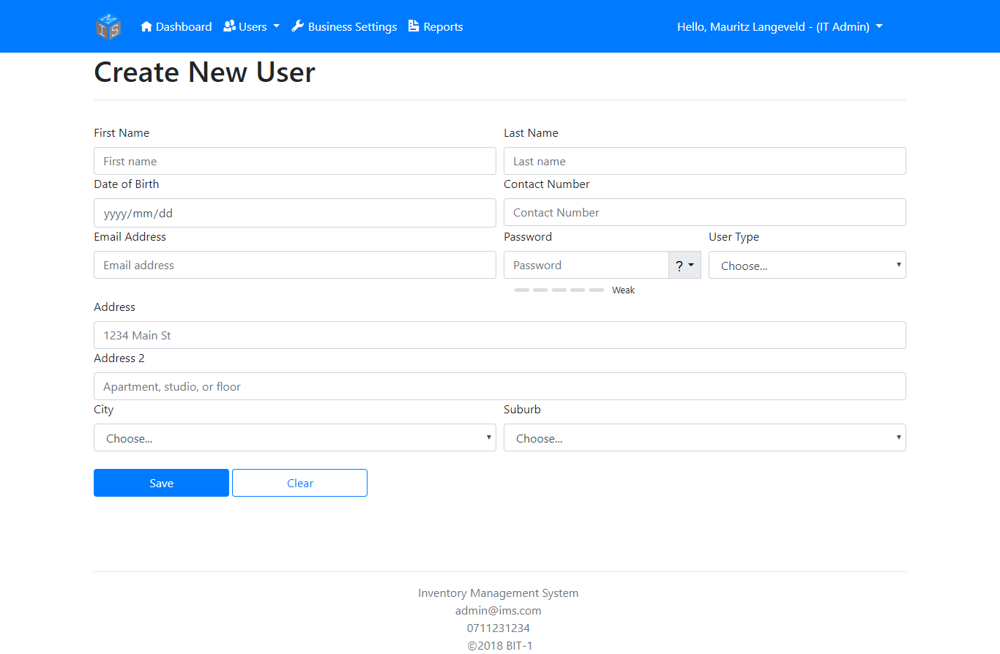 IMS Dashboard Users Business Settings Reports Hello, Mauritz Langeveld - (IT Admin)
Create New User
First Name Last Name
First name Last name
Date of Birth Contact Number
yyyy/mm/dd Contact Number
Email Address Password User Type
Email address Password ? Choose...
Weak
Address
1234 Main St
Address 2
Apartment, studio, or floor
City Suburb
Choose... Choose...
Save Clear
Inventory Management System
admin@ims.com
0711231234
©2018 BIT-1